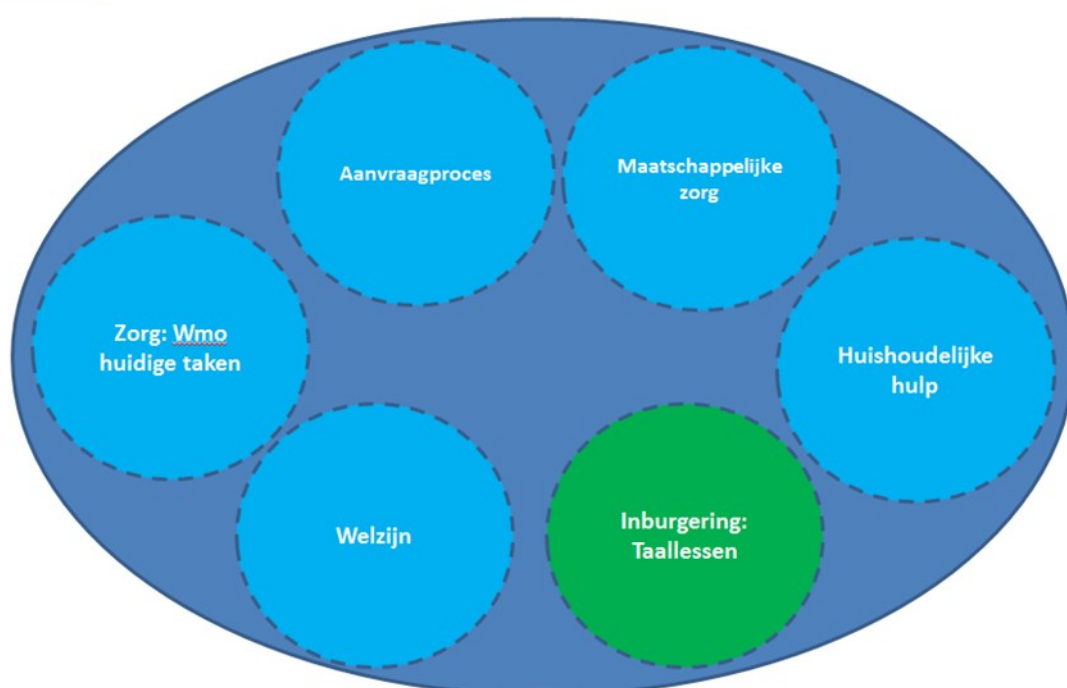 Aanvraagproces
Maatschappelijke
zorg
Zorg: Wmo
huidige taken
Huishoudelijke
hulp
Welzijn
Inburgering:
Taallessen